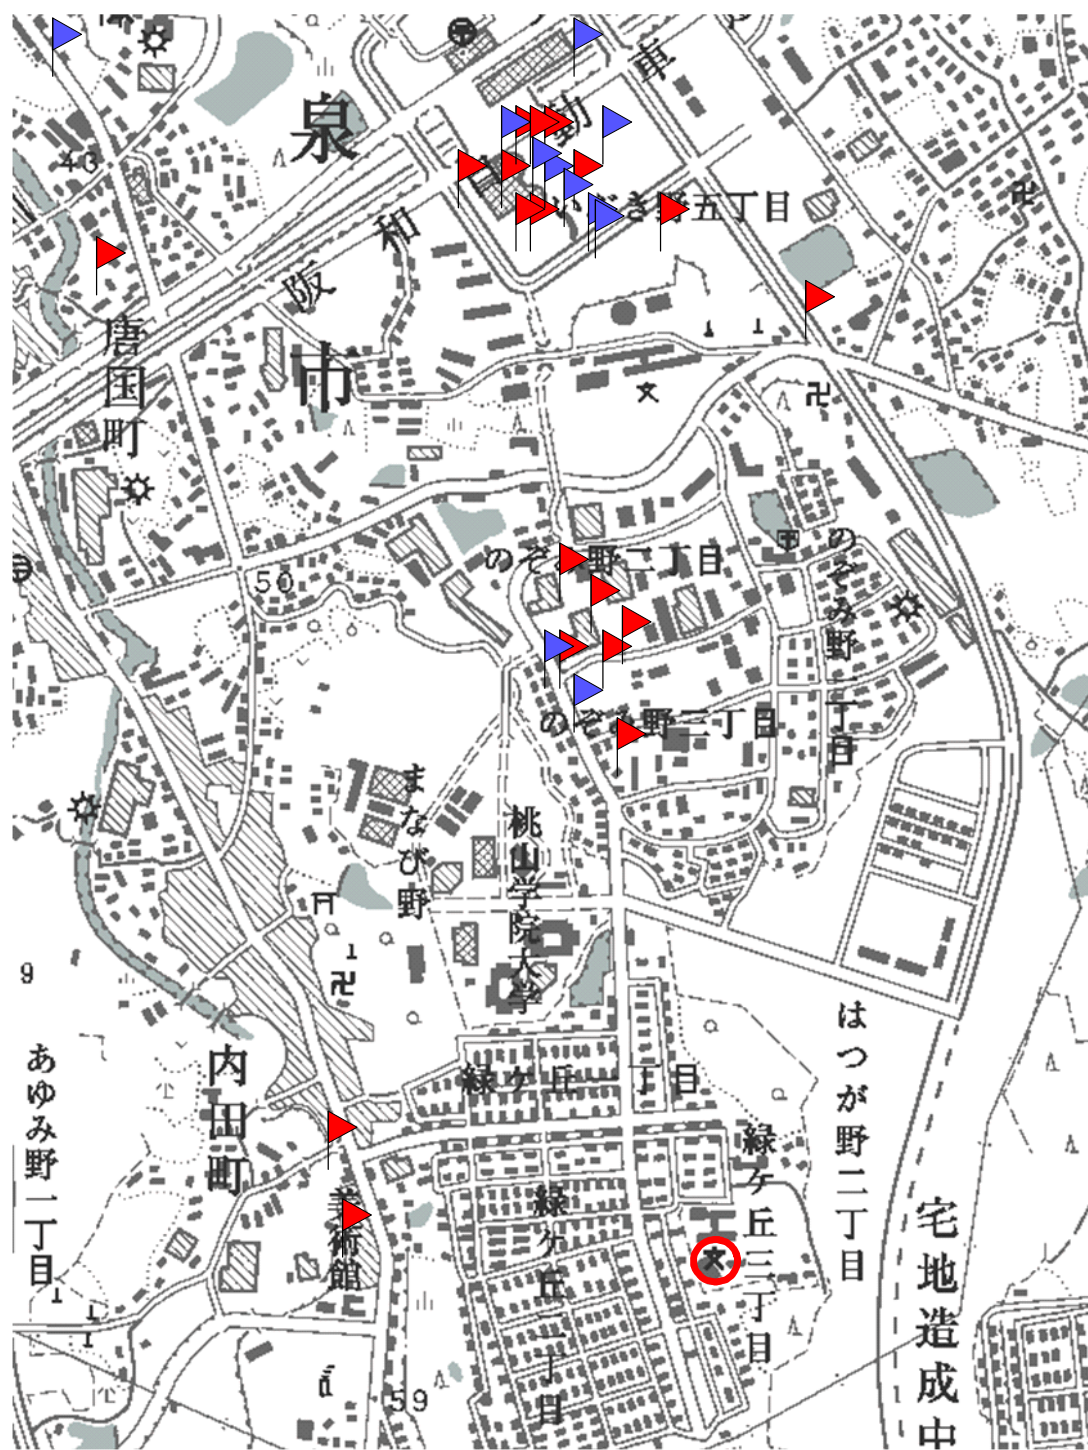 泉
動
車
43
いぶき野五丁目
和
阪
市
唐国町
のぞみ野二丁目
50
のぞみ野一丁目
のぞみ野三丁目
まなび野
桃山学院大学
9
はつが野二丁目
あゆみ野一丁目
内田町
緑ケ丘一丁目
緑ケ丘三丁目
美術館
緑ケ丘二丁目
宅地造成中
59